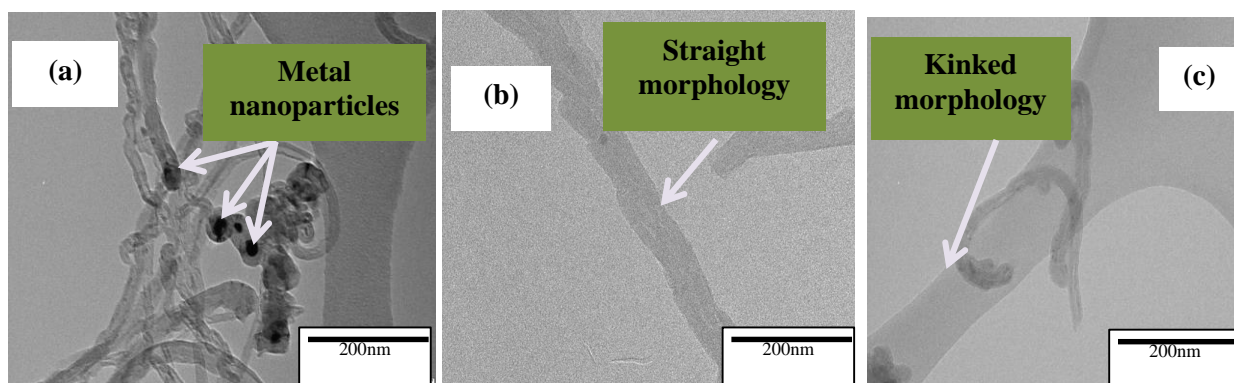 (a)
Metal
nanoparticles
200nm
(b)
Straight
morphology
200nm
Kinked
morphology
(c)
200nm